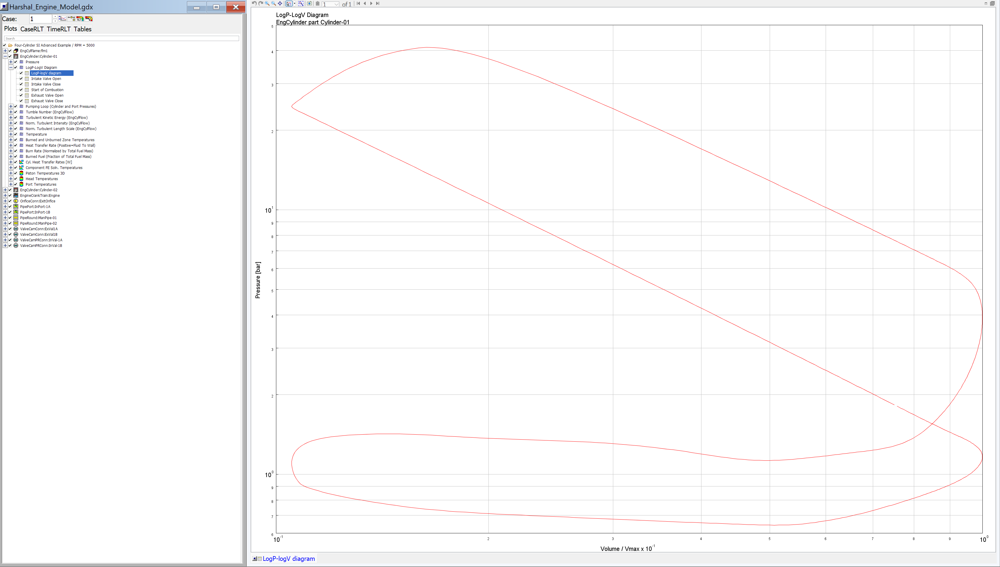 Harshal_Engine_Model.gdx
Case: 1
Plots CaseRLT TimeRLT Tables
Search
Four-Cylinder SI Advanced Example / RPM = 5000
EngCylFlame:flm1
EngCylinder:Cylinder-01
Pressure
LogP-LogV Diagram
LogP-logV diagram
Intake Valve Open
Intake Valve Close
Start of Combustion
Exhaust Valve Open
Exhaust Valve Close
Pumping Loop (Cylinder and Port Pressures)
Tumble Number (EngCylFlow)
Turbulent Kinetic Energy (EngCylFlow)
Norm. Turbulent Intensity (EngCylFlow)
Norm. Turbulent Length Scale (EngCylFlow)
Temperature
Burned and Unburned Zone Temperatures
Heat Transfer Rate (Positive=Fluid To Wall)
Burn Rate (Normalized by Total Fuel Mass)
Burned Fuel (Fraction of Total Fuel Mass)
Cyl. Heat Transfer Rates [W]
Component FE Soln. Temperatures
Piston Temperatures 3D
Head Temperatures
Port Temperatures
EngCylinder:Cylinder-02
EngineCrankTrain:Engine
OrificeConn:ExitOrifice
PipePort:InPort-1A
PipePort:InPort-1B
PipeRound:ManPipe-01
PipeRound:ManPipe-02
ValveCamConn:ExVal1A
ValveCamConn:ExVal1B
ValveCamPRConn:InVal-1A
ValveCamPRConn:InVal-1B
1 of 1
LogP-LogV Diagram
EngCylinder part Cylinder-01
5
4
3
2
10¹
9
8
7
6
5
4
3
2
10⁰
9
8
7
6
Pressure [bar]
10⁻¹ 2 3 4 5 6 7 8 9 10⁰
Volume / Vmax x 10⁻¹
LogP-logV diagram